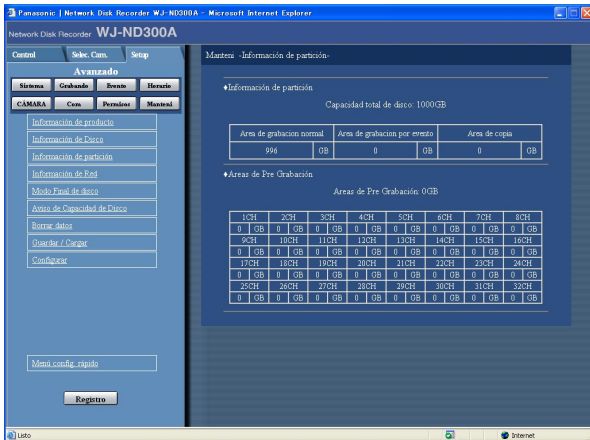 Panasonic | Network Disk Recorder WJ-ND300A - Microsoft Internet Explorer
Network Disk Recorder WJ-ND300A
Control Selec. Cam. Setup
Avanzado
Sistema Grabando Evento Horario
CÁMARA Com Permisos Manteni
Información de producto
Información de Disco
Información de partición
Información de Red
Modo Final de disco
Aviso de Capacidad de Disco
Borrar datos
Guardar / Cargar
Configurar
Menú config. rápido
Registro
Manteni -Información de partición-
♦Información de partición
Capacidad total de disco: 1000GB
Area de grabacion normal Area de grabacion por evento Area de copia
996 GB 0 GB 0 GB
♦Areas de Pre Grabación
Areas de Pre Grabación: 0GB
1CH 2CH 3CH 4CH 5CH 6CH 7CH 8CH
0 GB 0 GB 0 GB 0 GB 0 GB 0 GB 0 GB 0 GB
9CH 10CH 11CH 12CH 13CH 14CH 15CH 16CH
0 GB 0 GB 0 GB 0 GB 0 GB 0 GB 0 GB 0 GB
17CH 18CH 19CH 20CH 21CH 22CH 23CH 24CH
0 GB 0 GB 0 GB 0 GB 0 GB 0 GB 0 GB 0 GB
25CH 26CH 27CH 28CH 29CH 30CH 31CH 32CH
0 GB 0 GB 0 GB 0 GB 0 GB 0 GB 0 GB 0 GB
Listo Internet